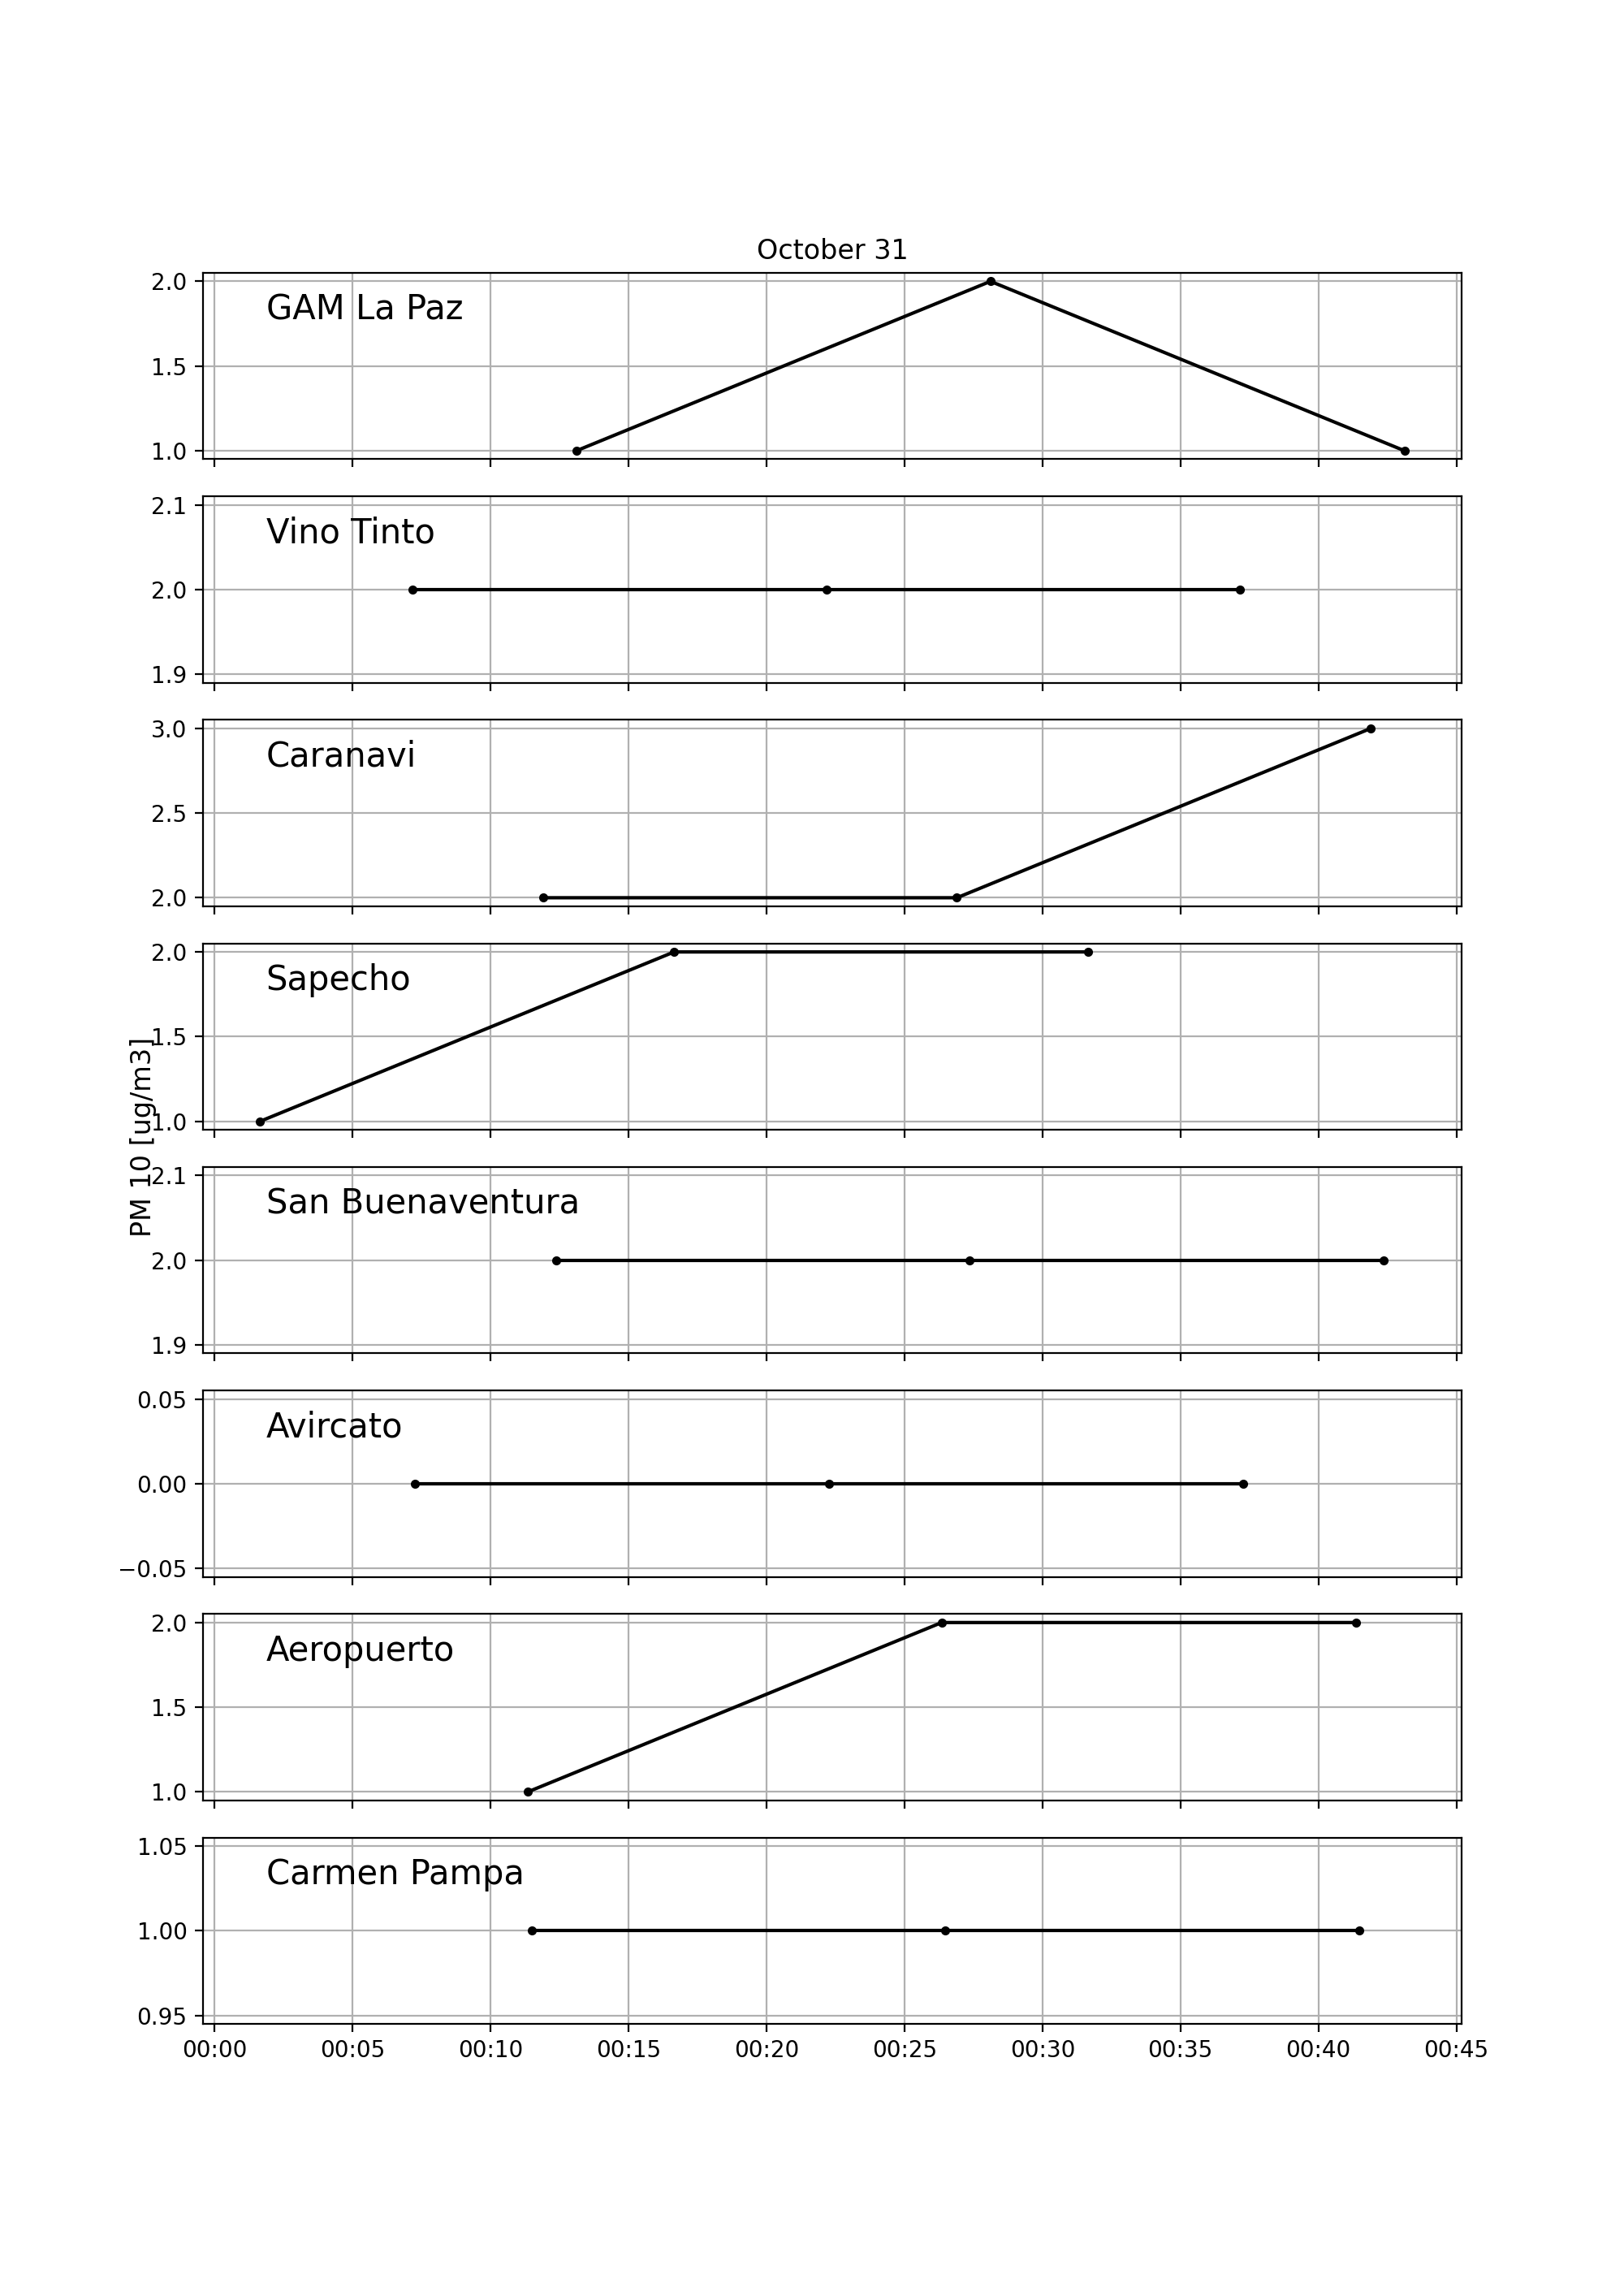 October 31
2.0
GAM La Paz
1.5
1.0
2.1
Vino Tinto
2.0
1.9
3.0
Caranavi
2.5
2.0
2.0
Sapecho
1.5
1.0
PM 10 [ug/m3]
2.1
San Buenaventura
2.0
1.9
0.05
Avircato
0.00
−0.05
2.0
Aeropuerto
1.5
1.0
1.05
Carmen Pampa
1.00
0.95
00:00 00:05 00:10 00:15 00:20 00:25 00:30 00:35 00:40 00:45